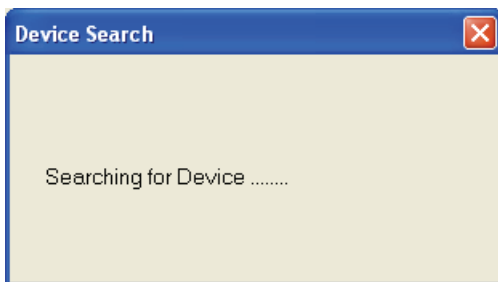 Device Search
Searching for Device ........